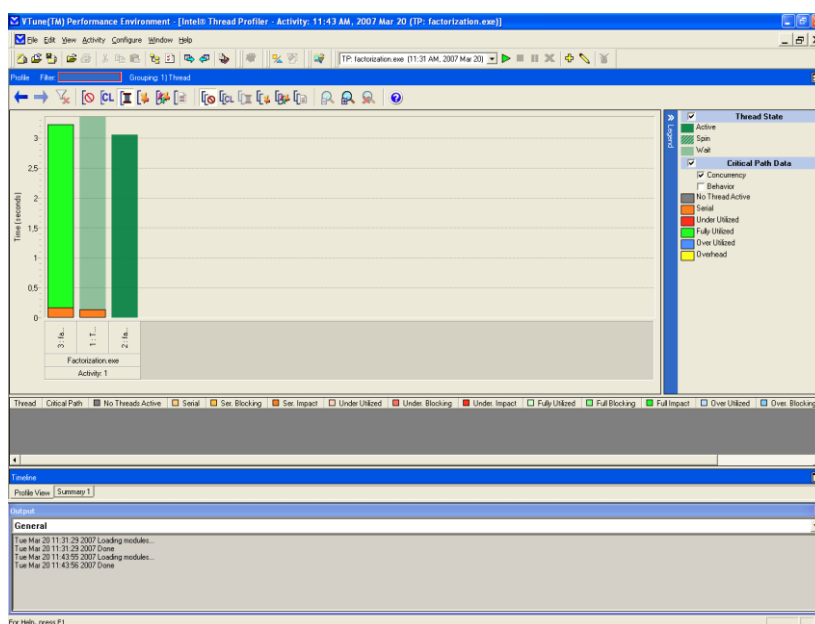 VTune(TM) Performance Environment - [Intel® Thread Profiler - Activity: 11:43 AM, 2007 Mar 20 (TP: factorization.exe)]
File Edit View Activity Configure Window Help
TP: factorization.exe (11:31 AM, 2007 Mar 20)
Profile Filter: Grouping: 1) Thread
CL CL
Time (seconds)
3
2,5
2
1,5
1
0,5
0
3 : fa...
1 : T...
2 : fa...
Factorization.exe
Activity: 1
Legend
Thread State
Active
Spin
Wait
Critical Path Data
Concurrency
Behavior
No Thread Active
Serial
Under Utilized
Fully Utilized
Over Utilized
Overhead
Thread Critical Path No Threads Active Serial Ser. Blocking Ser. Impact Under Utilized Under. Blocking Under. Impact Fully Utilized Full Blocking Full Impact Over Utilized Over. Blocking
Timeline
Profile View Summary 1
Output
General
Tue Mar 20 11:31:29 2007 Loading modules...
Tue Mar 20 11:31:29 2007 Done
Tue Mar 20 11:43:55 2007 Loading modules...
Tue Mar 20 11:43:56 2007 Done
For Help, press F1